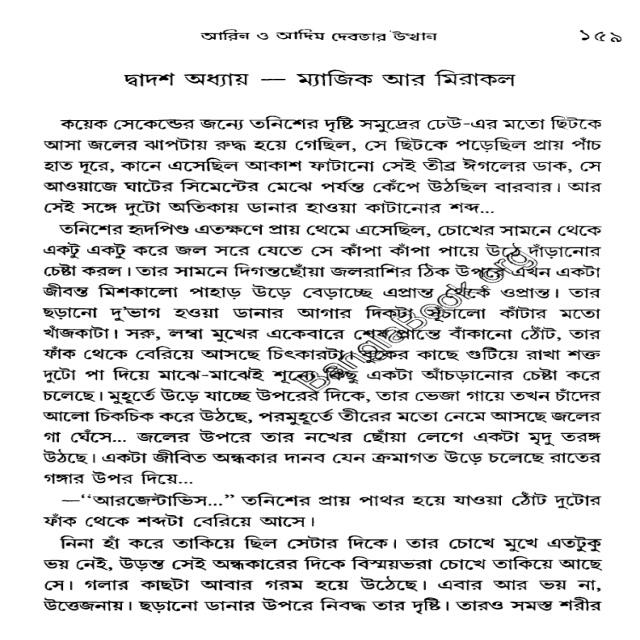 আরিন ও আদিম দেবতার উত্থান ১৫৯
দ্বাদশ অধ্যায় — ম্যাজিক আর মিরাকল
কয়েক সেকেন্ডের জন্যে তনিশের দৃষ্টি সমুদ্রের ঢেউ-এর মতো ছিটকে
আসা জলের ঝাপটায় রুদ্ধ হয়ে গেছিল, সে ছিটকে পড়েছিল প্রায় পাঁচ
হাত দূরে, কানে এসেছিল আকাশ ফাটানো সেই তীব্র ঈগলের ডাক, সে
আওয়াজে ঘাটের সিমেন্টের মেঝে পর্যন্ত কেঁপে উঠছিল বারবার। আর
সেই সঙ্গে দুটো অতিকায় ডানার হাওয়া কাটানোর শব্দ...
তনিশের হৃদপিণ্ড এতক্ষণে প্রায় থেমে এসেছিল, চোখের সামনে থেকে
একটু একটু করে জল সরে যেতে সে কাঁপা কাঁপা পায়ে উঠে দাঁড়ানোর
চেষ্টা করল। তার সামনে দিগন্তছোঁয়া জলরাশির ঠিক উপরে এখন একটা
জীবন্ত মিশকালো পাহাড় উড়ে বেড়াচ্ছে এপ্রান্ত থেকে ওপ্রান্ত। তার
ছড়ানো দু'ভাগ হওয়া ডানার আগার দিকটা ছুঁচালো কাঁটার মতো
খাঁজকাটা। সরু, লম্বা মুখের একেবারে শেষ প্রান্তে বাঁকানো ঠোঁট, তার
ফাঁক থেকে বেরিয়ে আসছে চিৎকারটা। বুকের কাছে গুটিয়ে রাখা শক্ত
দুটো পা দিয়ে মাঝে-মাঝেই শূন্যে কিছু একটা আঁচড়ানোর চেষ্টা করে
চলেছে। মুহূর্তে উড়ে যাচ্ছে উপরের দিকে, তার ভেজা গায়ে তখন চাঁদের
আলো চিকচিক করে উঠছে, পরমুহূর্তে তীরের মতো নেমে আসছে জলের
গা ঘেঁসে... জলের উপরে তার নখের ছোঁয়া লেগে একটা মৃদু তরঙ্গ
উঠছে। একটা জীবিত অন্ধকার দানব যেন ক্রমাগত উড়ে চলেছে রাতের
গঙ্গার উপর দিয়ে...
—“আরজেন্টাভিস...” তনিশের প্রায় পাথর হয়ে যাওয়া ঠোঁট দুটোর
ফাঁক থেকে শব্দটা বেরিয়ে আসে।
নিনা হাঁ করে তাকিয়ে ছিল সেটার দিকে। তার চোখে মুখে এতটুকু
ভয় নেই, উড়ন্ত সেই অন্ধকারের দিকে বিস্ময়ভরা চোখে তাকিয়ে আছে
সে। গলার কাছটা আবার গরম হয়ে উঠেছে। এবার আর ভয় না,
উত্তেজনায়। ছড়ানো ডানার উপরে নিবদ্ধ তার দৃষ্টি। তারও সমস্ত শরীর
BanglaBook.org